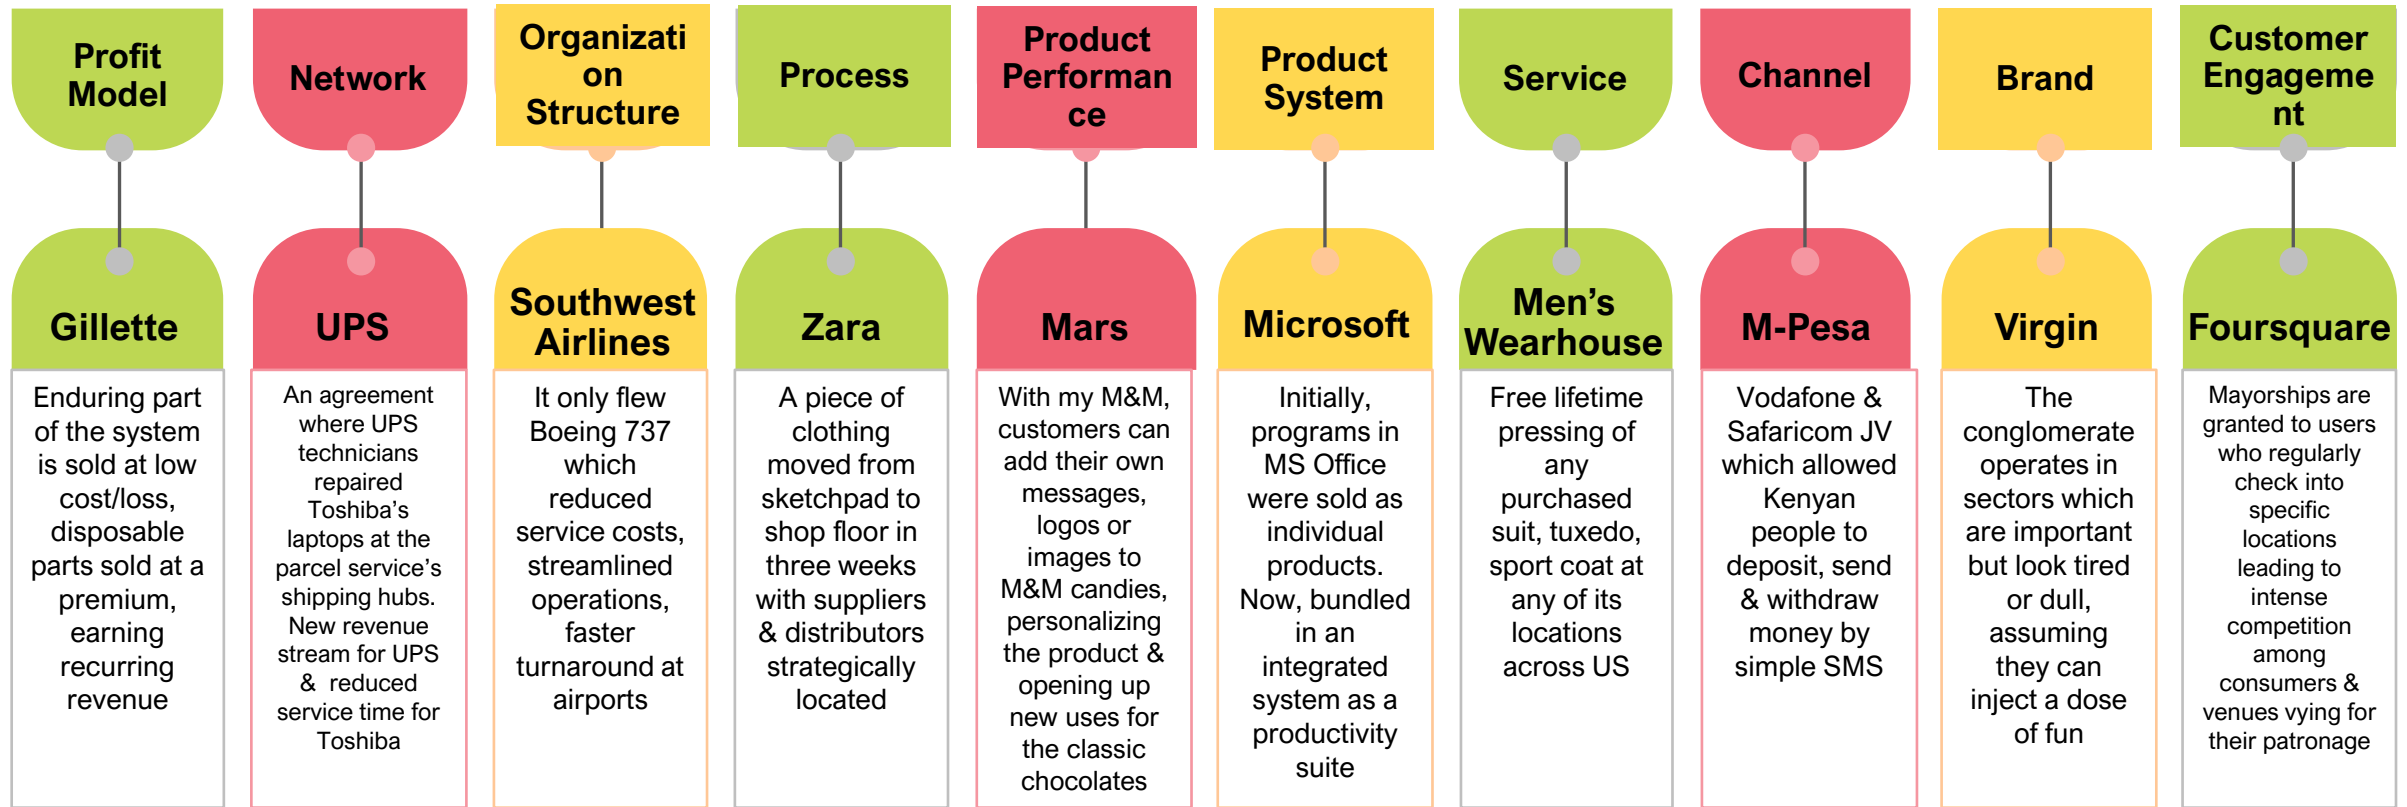 Profit
Model
Network
Organizati
on
Structure
Process
Product
Performan
ce
Product
System
Service
Channel
Brand
Customer
Engageme
nt
Gillette
UPS
Southwest
Airlines
Zara
Mars
Microsoft
Men’s
Wearhouse
M-Pesa
Virgin
Foursquare
Enduring part
of the system
is sold at low
cost/loss,
disposable
parts sold at a
premium,
earning
recurring
revenue
An agreement
where UPS
technicians
repaired
Toshiba’s
laptops at the
parcel service’s
shipping hubs.
New revenue
stream for UPS
& reduced
service time for
Toshiba
It only flew
Boeing 737
which
reduced
service costs,
streamlined
operations,
faster
turnaround at
airports
A piece of
clothing
moved from
sketchpad to
shop floor in
three weeks
with suppliers
& distributors
strategically
located
With my M&M,
customers can
add their own
messages,
logos or
images to
M&M candies,
personalizing
the product &
opening up
new uses for
the classic
chocolates
Initially,
programs in
MS Office
were sold as
individual
products.
Now, bundled
in an
integrated
system as a
productivity
suite
Free lifetime
pressing of
any
purchased
suit, tuxedo,
sport coat at
any of its
locations
across US
Vodafone &
Safaricom JV
which allowed
Kenyan
people to
deposit, send
& withdraw
money by
simple SMS
The
conglomerate
operates in
sectors which
are important
but look tired
or dull,
assuming
they can
inject a dose
of fun
Mayorships are
granted to users
who regularly
check into
specific
locations
leading to
intense
competition
among
consumers &
venues vying for
their patronage